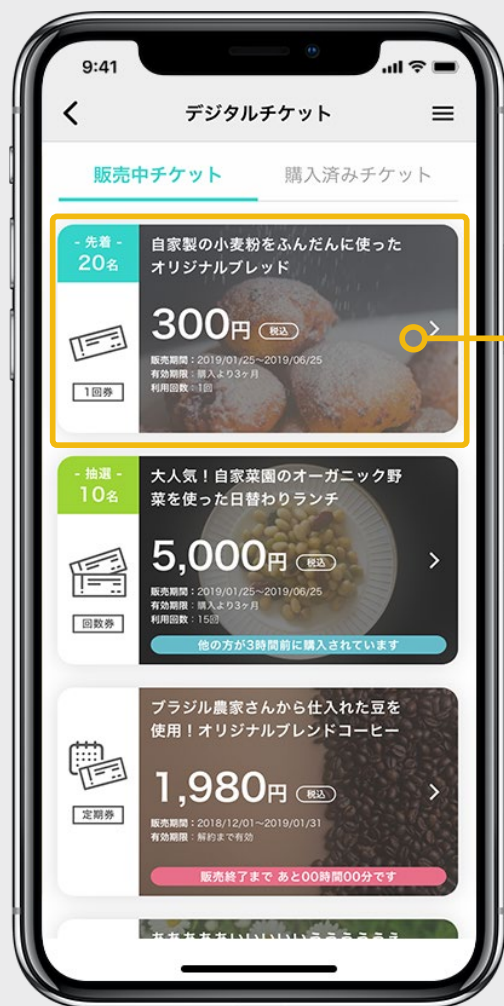 9:41
デジタルチケット
販売中チケット
購入済みチケット
- 先着 -
20名
1回券
自家製の小麦粉をふんだんに使った
オリジナルブレッド
300円 税込
販売期間：2019/01/25~2019/06/25
有効期限：購入より3ヶ月
利用回数：1回
- 抽選 -
10名
回数券
大人気！自家菜園のオーガニック野
菜を使った日替わりランチ
5,000円 税込
販売期間：2019/01/25~2019/06/25
有効期限：購入より3ヶ月
利用回数：15回
他の方が3時間前に購入されています
定期券
ブラジル農家さんから仕入れた豆を
使用！オリジナルブレンドコーヒー
1,980円 税込
販売期間：2018/12/01~2019/01/31
有効期限：解約まで有効
販売終了まで あと00時間00分です